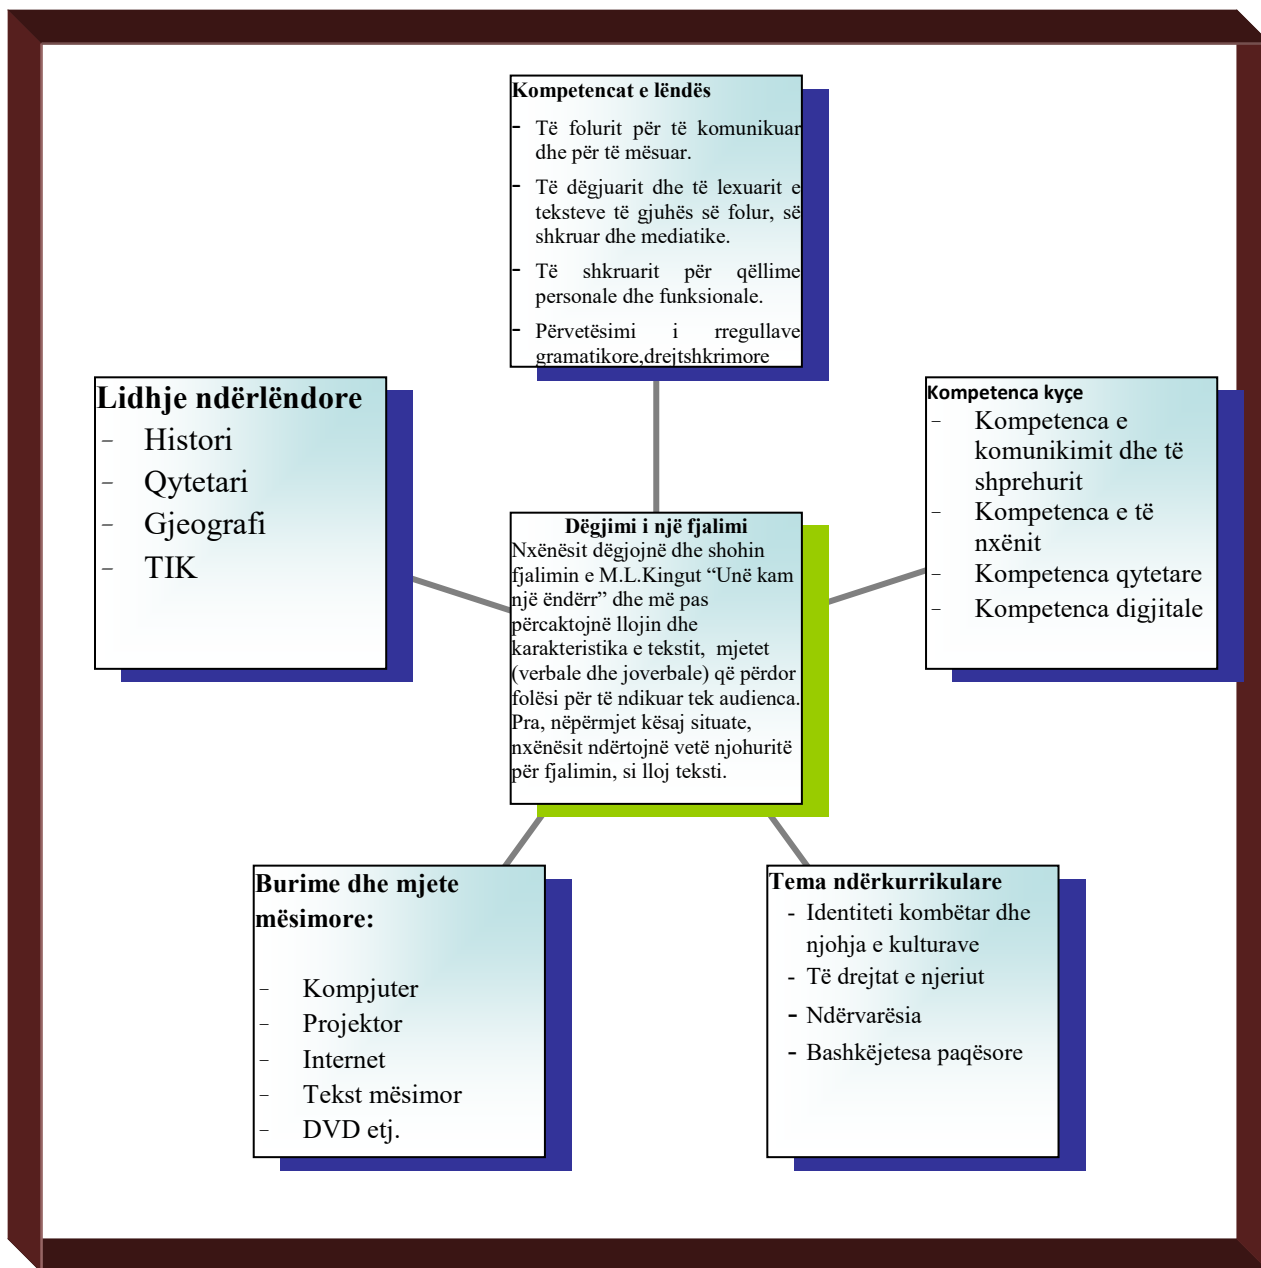 Kompetencat e lëndës
- Të folurit për të komunikuar
dhe për të mësuar.
- Të dëgjuarit dhe të lexuarit e
teksteve të gjuhës së folur, së
shkruar dhe mediatike.
- Të shkruarit për qëllime
personale dhe funksionale.
- Përvetësimi i rregullave
gramatikore,drejtshkrimore
Lidhje ndërlëndore
- Histori
- Qytetari
- Gjeografi
- TIK
Kompetenca kyçe
- Kompetenca e
komunikimit dhe të
shprehurit
- Kompetenca e të
nxënit
- Kompetenca qytetare
- Kompetenca digjitale
Dëgjimi i një fjalimi
Nxënësit dëgjojnë dhe shohin
fjalimin e M.L.Kingut “Unë kam
një ëndërr” dhe më pas
përcaktojnë llojin dhe
karakteristika e tekstit, mjetet
(verbale dhe joverbale) që përdor
folësi për të ndikuar tek audienca.
Pra, nëpërmjet kësaj situate,
nxënësit ndërtojnë vetë njohuritë
për fjalimin, si lloj teksti.
Burime dhe mjete
mësimore:
- Kompjuter
- Projektor
- Internet
- Tekst mësimor
- DVD etj.
Tema ndërkurrikulare
- Identiteti kombëtar dhe
njohja e kulturave
- Të drejtat e njeriut
- Ndërvarësia
- Bashkëjetesa paqësore